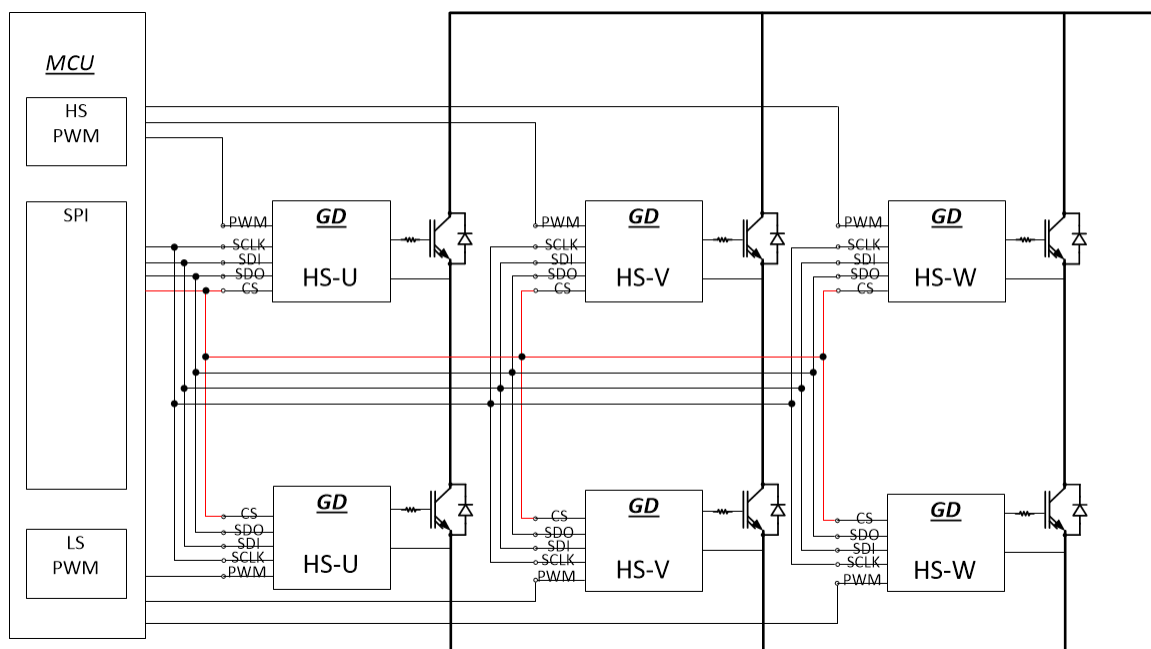 MCU
HS
PWM
SPI
LS
PWM
PWM
SCLK
SDI
SDO
CS
GD
HS-U
PWM
SCLK
SDI
SDO
CS
GD
HS-V
PWM
SCLK
SDI
SDO
CS
GD
HS-W
CS
SDO
SDI
SCLK
PWM
GD
HS-U
CS
SDO
SDI
SCLK
PWM
GD
HS-V
CS
SDO
SDI
SCLK
PWM
GD
HS-W